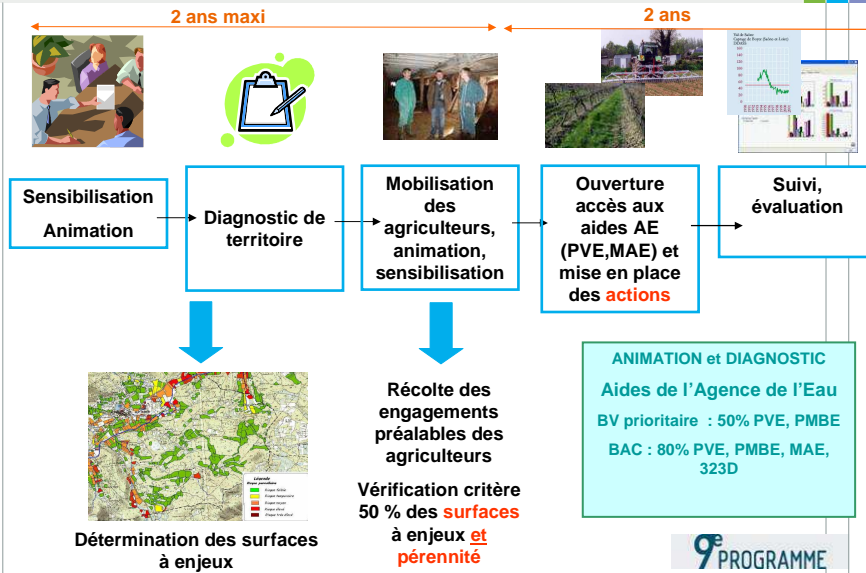 2 ans maxi
2 ans
Sensibilisation
Animation
Diagnostic de
territoire
Mobilisation
des
agriculteurs,
animation,
sensibilisation
Ouverture
accès aux
aides AE
(PVE,MAE) et
mise en place
des actions
Suivi,
évaluation
Détermination des surfaces
à enjeux
Récolte des
engagements
préalables des
agriculteurs
Vérification critère
50 % des surfaces
à enjeux et
pérennité
ANIMATION et DIAGNOSTIC
Aides de l'Agence de l'Eau
BV prioritaire : 50% PVE, PMBE
BAC : 80% PVE, PMBE, MAE,
323D
9e PROGRAMME